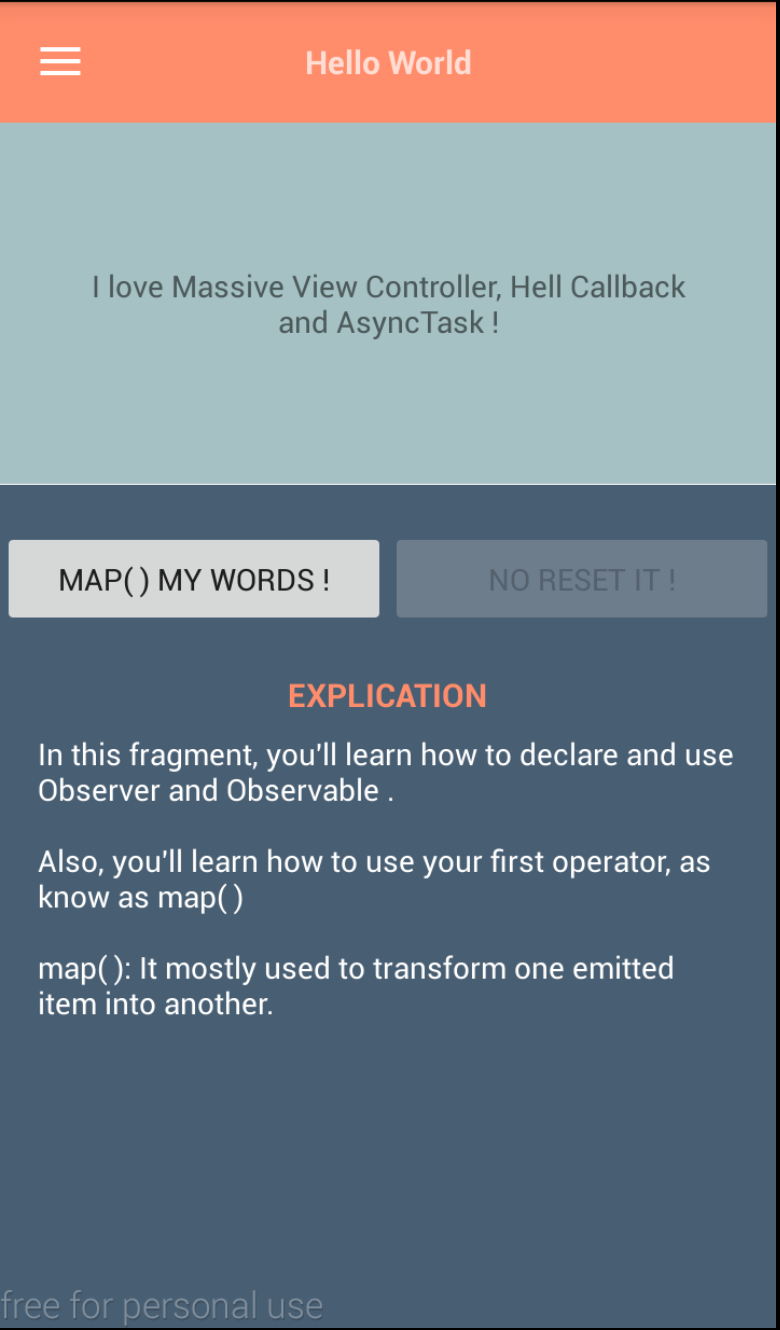 Hello World
I love Massive View Controller, Hell Callback
and AsyncTask !
MAP( ) MY WORDS !
NO RESET IT !
EXPLICATION
In this fragment, you'll learn how to declare and use
Observer and Observable .
Also, you'll learn how to use your first operator, as
know as map( )
map( ): It mostly used to transform one emitted
item into another.
free for personal use